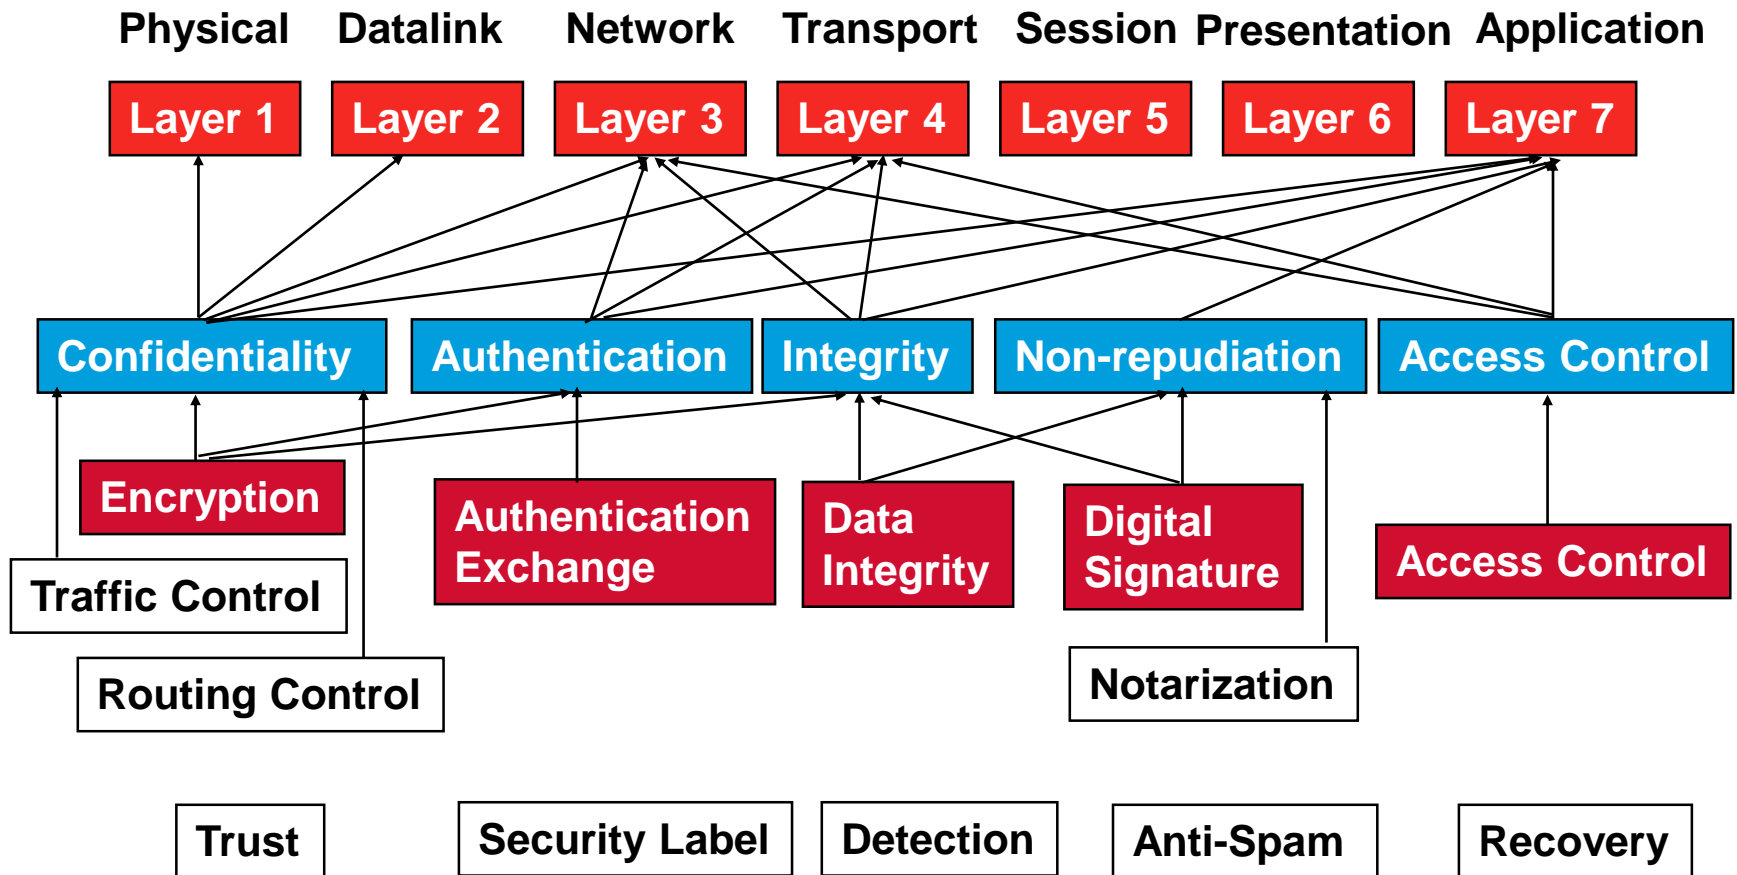 Physical Datalink Network Transport Session Presentation Application
Layer 1 Layer 2 Layer 3 Layer 4 Layer 5 Layer 6 Layer 7
Confidentiality Authentication Integrity Non-repudiation Access Control
Encryption
Authentication
Exchange
Data
Integrity
Digital
Signature
Access Control
Traffic Control
Routing Control
Notarization
Trust Security Label Detection Anti-Spam Recovery